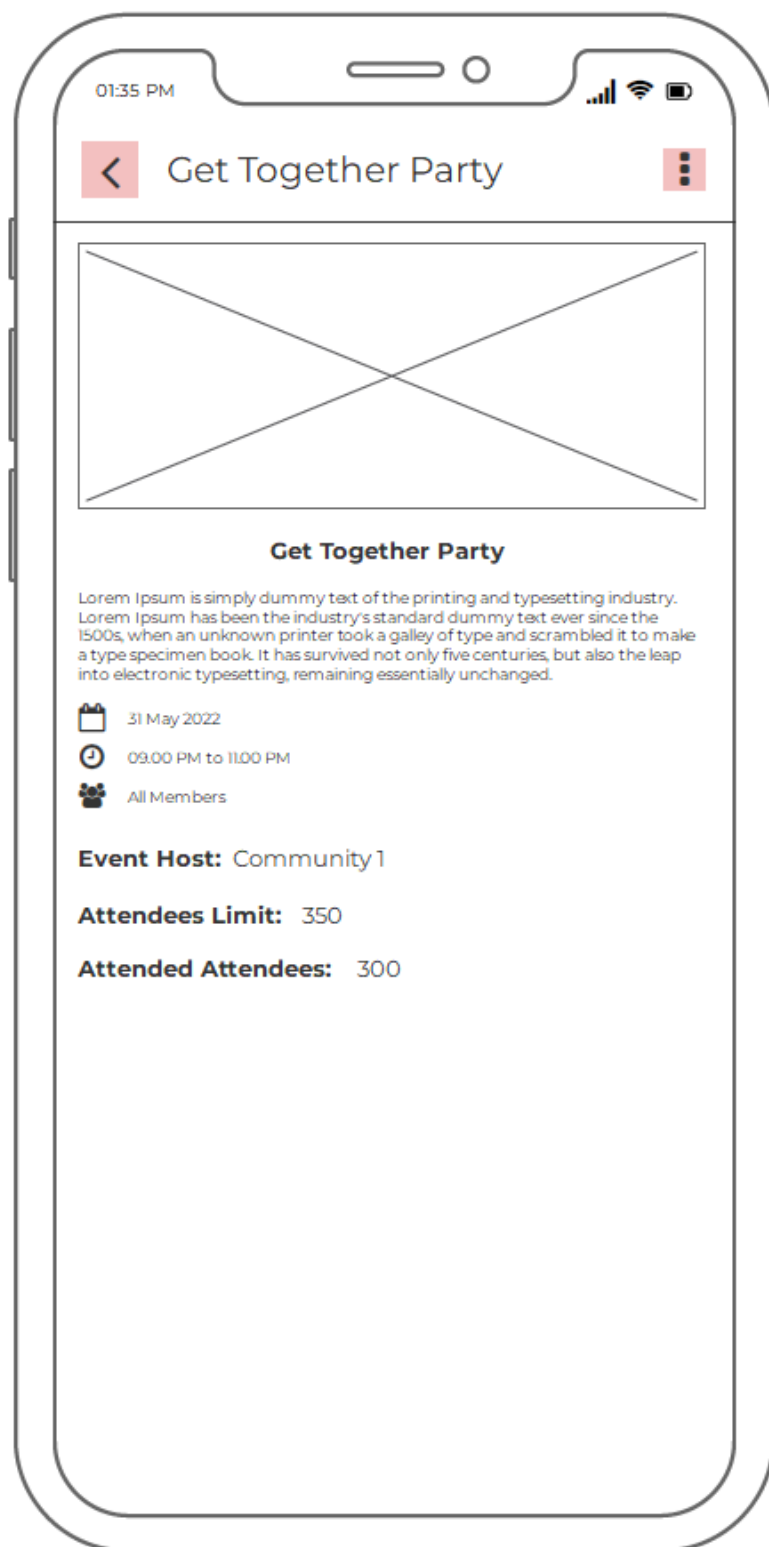 01:35 PM
Get Together Party
Get Together Party
Lorem Ipsum is simply dummy text of the printing and typesetting industry.
Lorem Ipsum has been the industry's standard dummy text ever since the
1500s, when an unknown printer took a galley of type and scrambled it to make
a type specimen book. It has survived not only five centuries, but also the leap
into electronic typesetting, remaining essentially unchanged.
31 May 2022
09.00 PM to 11.00 PM
All Members
Event Host: Community 1
Attendees Limit: 350
Attended Attendees: 300